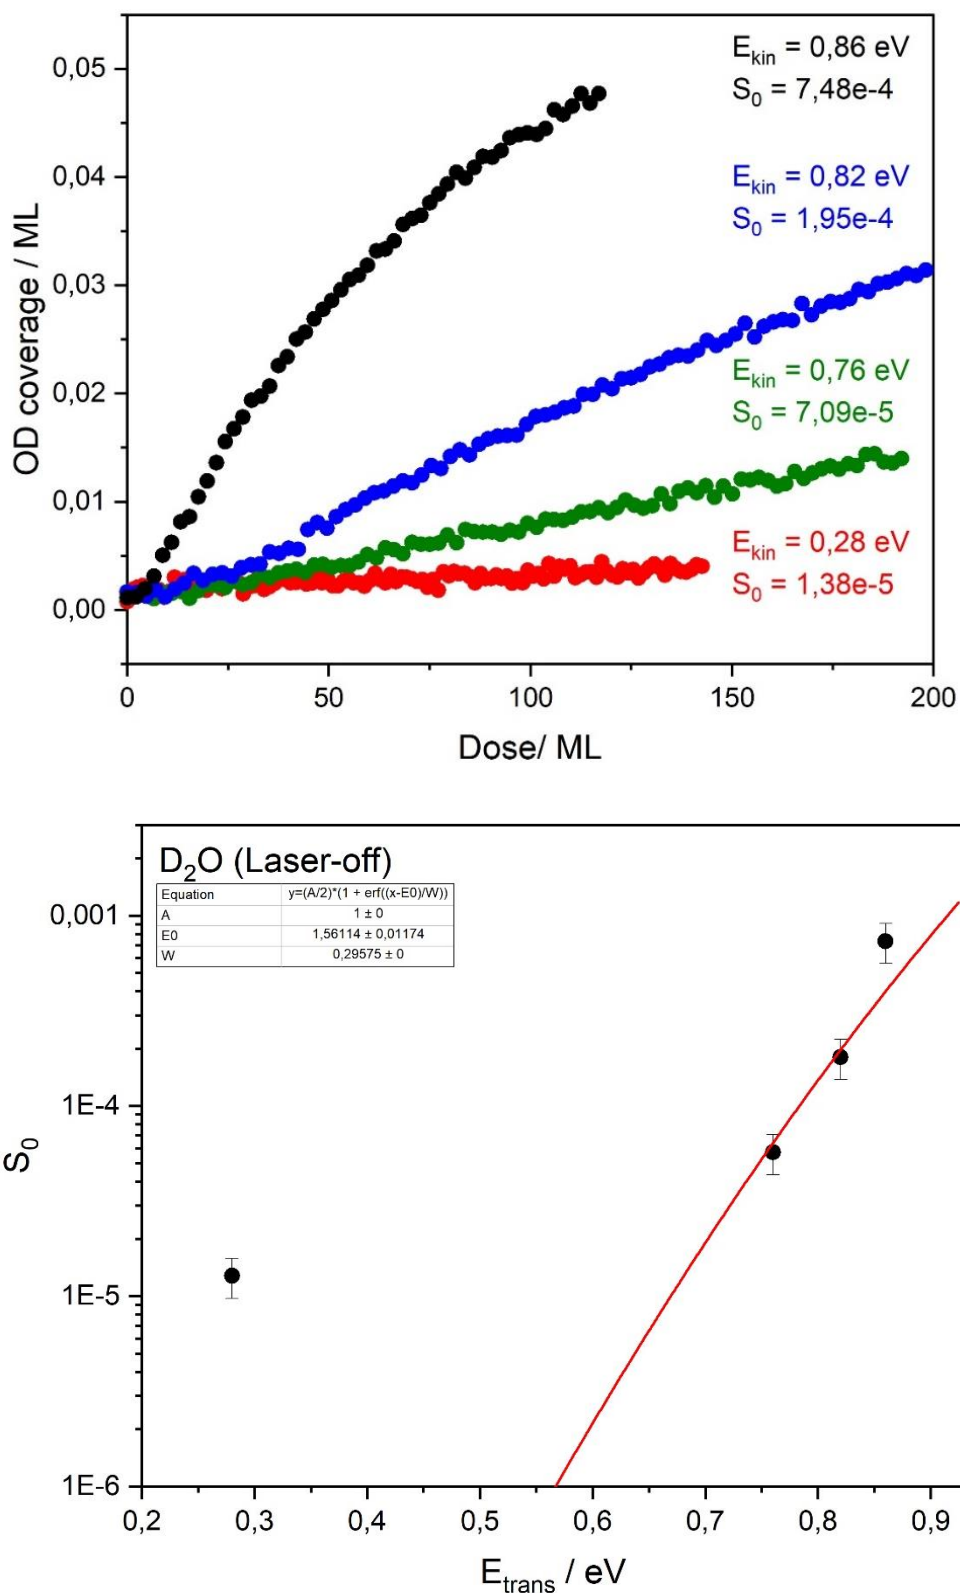 0,05
0,04
0,03
0,02
0,01
0,00
OD coverage / ML
E_kin = 0,86 eV
S_0 = 7,48e-4
E_kin = 0,82 eV
S_0 = 1,95e-4
E_kin = 0,76 eV
S_0 = 7,09e-5
E_kin = 0,28 eV
S_0 = 1,38e-5
0 50 100 150 200
Dose/ ML
D₂O (Laser-off)
Equation y=(A/2)*(1 + erf((x-E0)/W))
A 1 ± 0
E0 1,56114 ± 0,01174
W 0,29575 ± 0
0,001
1E-4
1E-5
1E-6
S_0
0,2 0,3 0,4 0,5 0,6 0,7 0,8 0,9
E_trans / eV